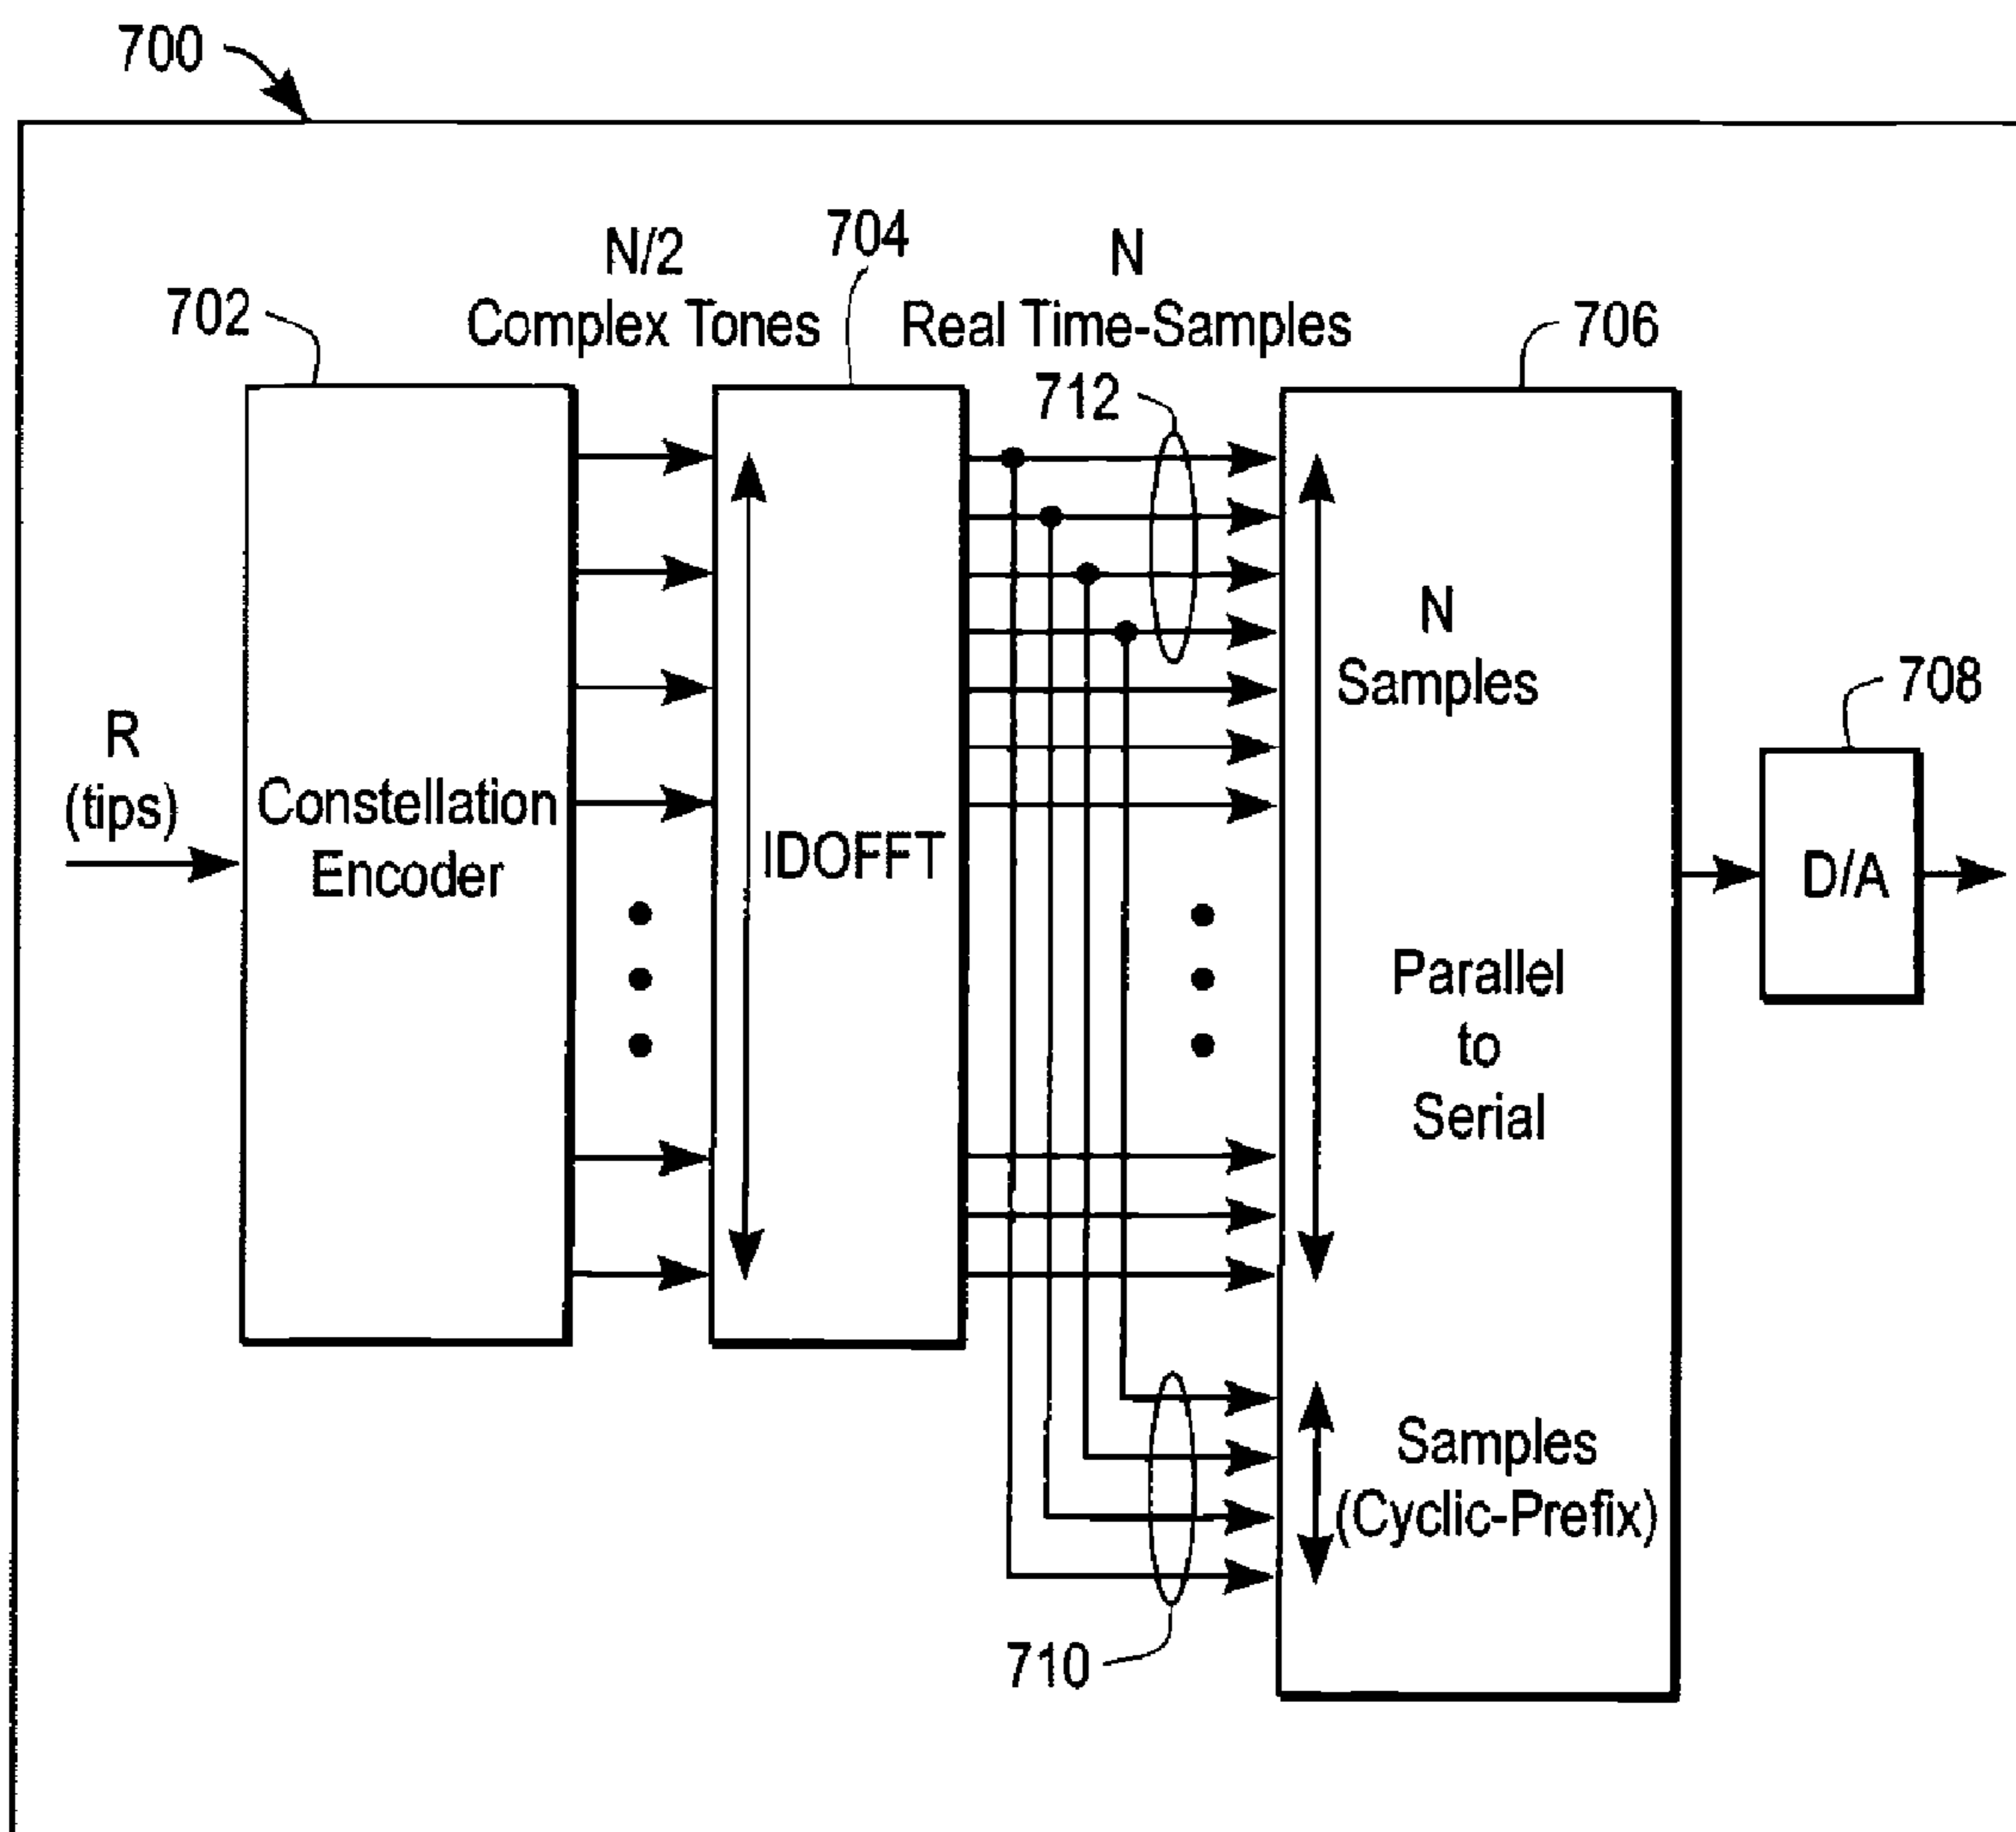 700
N/2
Complex Tones
704
N
Real Time-Samples
702
706
712
N
Samples
708
R
(tips)
Constellation
Encoder
IDOFFT
D/A
Parallel
to
Serial
Samples
(Cyclic-Prefix)
710